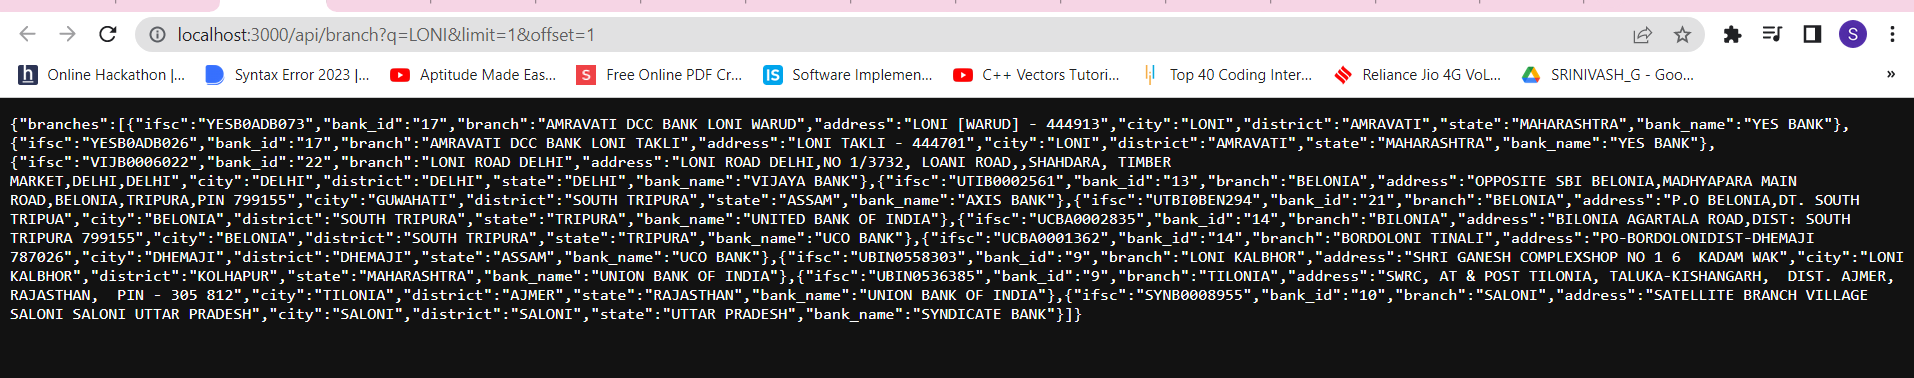 localhost:3000/api/branch?q=LONI&limit=1&offset=1
S
h Online Hackathon |... Syntax Error 2023 |... Aptitude Made Eas... S Free Online PDF Cr... IS Software Implemen... C++ Vectors Tutori... Top 40 Coding Inter... Reliance Jio 4G VoL... SRINIVASH_G - Goo... »
{"branches":[{"ifsc":"YESB0ADB073","bank_id":"17","branch":"AMRAVATI DCC BANK LONI WARUD","address":"LONI [WARUD] - 444913","city":"LONI","district":"AMRAVATI","state":"MAHARASHTRA","bank_name":"YES BANK"},
{"ifsc":"YESB0ADB026","bank_id":"17","branch":"AMRAVATI DCC BANK LONI TAKLI","address":"LONI TAKLI - 444701","city":"LONI","district":"AMRAVATI","state":"MAHARASHTRA","bank_name":"YES BANK"},
{"ifsc":"VIJB0006022","bank_id":"22","branch":"LONI ROAD DELHI","address":"LONI ROAD DELHI,NO 1/3732, LOANI ROAD,,SHAHDARA, TIMBER
MARKET,DELHI,DELHI","city":"DELHI","district":"DELHI","state":"DELHI","bank_name":"VIJAYA BANK"},{"ifsc":"UTIB0002561","bank_id":"13","branch":"BELONIA","address":"OPPOSITE SBI BELONIA,MADHYAPARA MAIN
ROAD,BELONIA,TRIPURA,PIN 799155","city":"GUWAHATI","district":"SOUTH TRIPURA","state":"ASSAM","bank_name":"AXIS BANK"},{"ifsc":"UTBI0BEN294","bank_id":"21","branch":"BELONIA","address":"P.O BELONIA,DT. SOUTH
TRIPUA","city":"BELONIA","district":"SOUTH TRIPURA","state":"TRIPURA","bank_name":"UNITED BANK OF INDIA"},{"ifsc":"UCBA0002835","bank_id":"14","branch":"BILONIA","address":"BILONIA AGARTALA ROAD,DIST: SOUTH
TRIPURA 799155","city":"BELONIA","district":"SOUTH TRIPURA","state":"TRIPURA","bank_name":"UCO BANK"},{"ifsc":"UCBA0001362","bank_id":"14","branch":"BORDOLONI TINALI","address":"PO-BORDOLONIDIST-DHEMAJI
787026","city":"DHEMAJI","district":"DHEMAJI","state":"ASSAM","bank_name":"UCO BANK"},{"ifsc":"UBIN0558303","bank_id":"9","branch":"LONI KALBHOR","address":"SHRI GANESH COMPLEXSHOP NO 1 6  KADAM WAK","city":"LONI
KALBHOR","district":"KOLHAPUR","state":"MAHARASHTRA","bank_name":"UNION BANK OF INDIA"},{"ifsc":"UBIN0536385","bank_id":"9","branch":"TILONIA","address":"SWRC, AT & POST TILONIA, TALUKA-KISHANGARH,  DIST. AJMER,
RAJASTHAN,  PIN - 305 812","city":"TILONIA","district":"AJMER","state":"RAJASTHAN","bank_name":"UNION BANK OF INDIA"},{"ifsc":"SYNB0008955","bank_id":"10","branch":"SALONI","address":"SATELLITE BRANCH VILLAGE
SALONI SALONI UTTAR PRADESH","city":"SALONI","district":"SALONI","state":"UTTAR PRADESH","bank_name":"SYNDICATE BANK"}]}